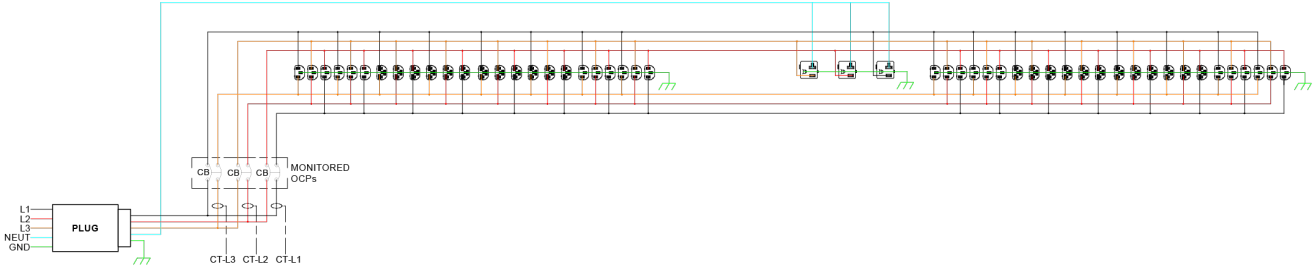 CB
CB
CB
MONITORED
OCPs
L1
L2
L3
NEUT
GND
PLUG
CT-L3
CT-L2
CT-L1